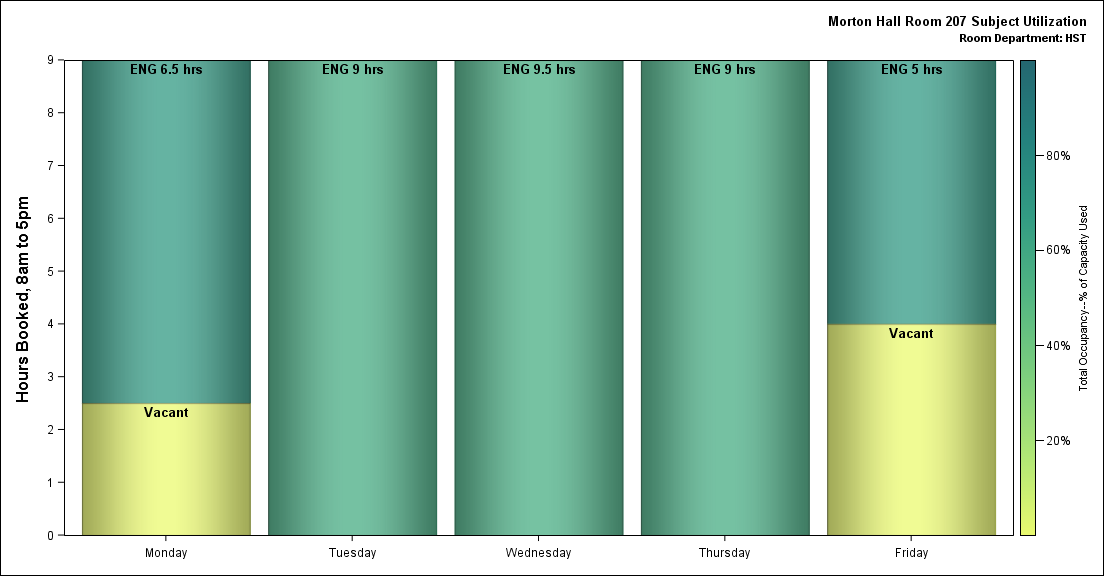 Morton Hall Room 207 Subject Utilization
Room Department: HST
ENG 6.5 hrs
ENG 9 hrs
ENG 9.5 hrs
ENG 9 hrs
ENG 5 hrs
Vacant
Vacant
Hours Booked, 8am to 5pm
9
8
7
6
5
4
3
2
1
0
Monday
Tuesday
Wednesday
Thursday
Friday
80%
60%
40%
20%
Total Occupancy--% of Capacity Used